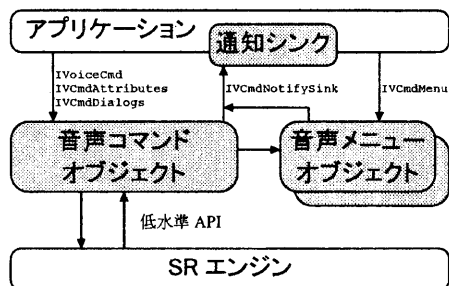 アプリケーション
通知シンク
IVoiceCmd
IVCmdAttributes
IVCmdDialogs
IVCmdNotifySink
IVCmdMenu
音声コマンド
オブジェクト
音声メニュー
オブジェクト
低水準 API
SR エンジン